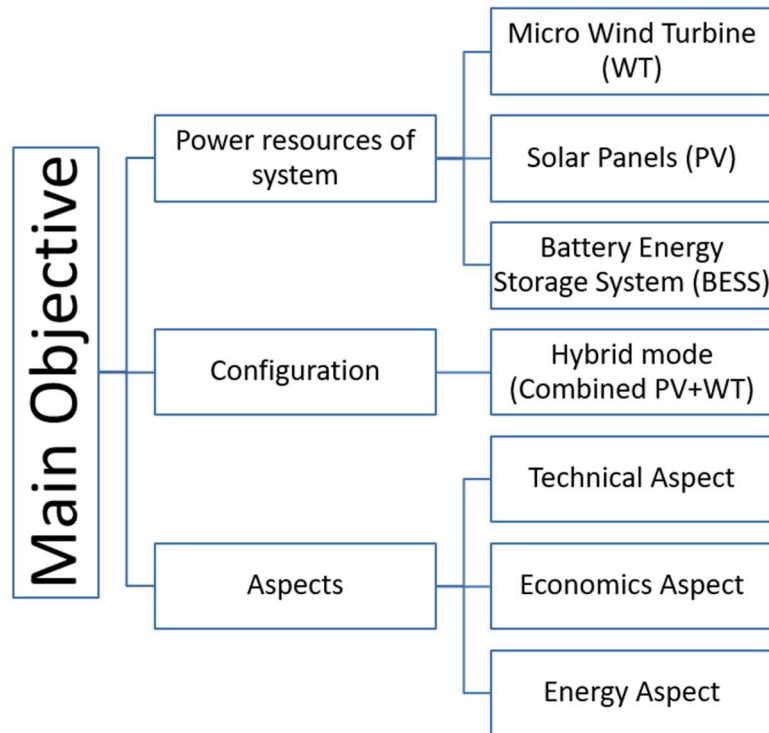 Main Objective
Power resources of
system
Micro Wind Turbine
(WT)
Solar Panels (PV)
Battery Energy
Storage System (BESS)
Configuration
Hybrid mode
(Combined PV+WT)
Aspects
Technical Aspect
Economics Aspect
Energy Aspect